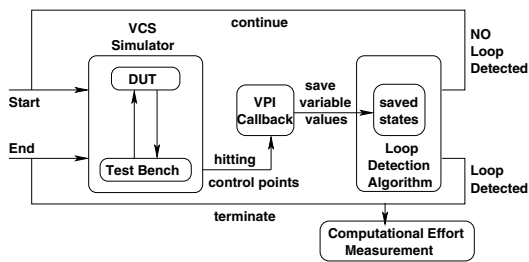 continue
VCS
Simulator
NO
Loop
Detected
DUT
Start
VPI
Callback
save
variable
values
saved
states
End
Test Bench
hitting
control points
Loop
Detection
Algorithm
Loop
Detected
terminate
Computational Effort
Measurement